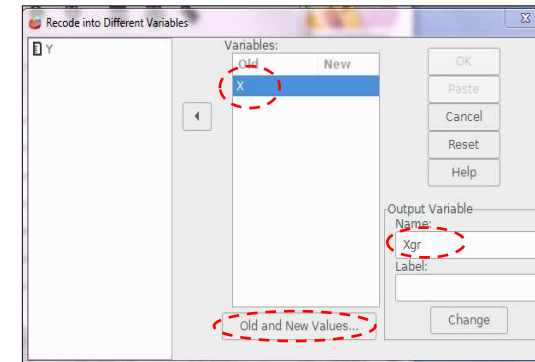 Recode into Different Variables
Y
Variables:
Old New
X
OK
Paste
Cancel
Reset
Help
Output Variable
Name:
Xgr
Label:
Old and New Values...
Change